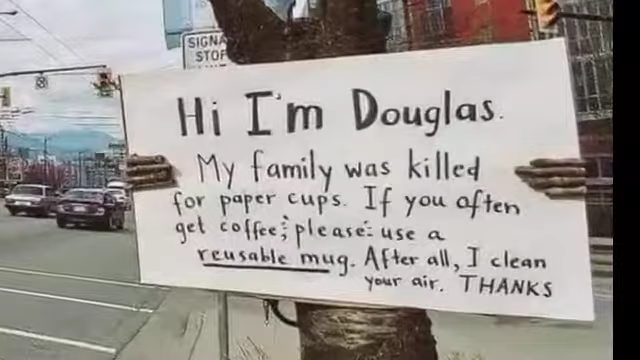 SIGNA
STOP
Hi I'm Douglas.
My family was killed
for paper cups. If you often
get coffee; please: use a
reusable mug. After all, I clean
your air. THANKS